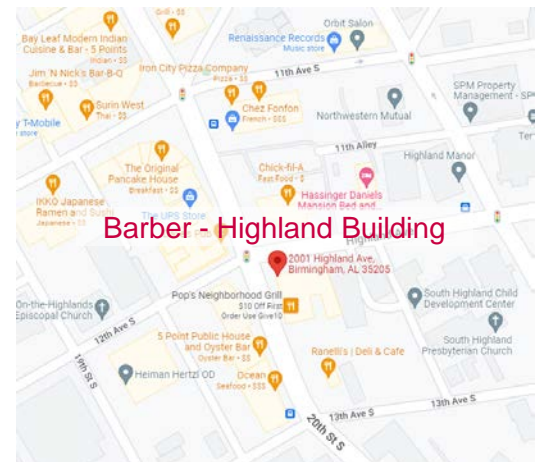 Grill • $$
Orbit Salon
Bay Leaf Modern Indian
Cuisine & Bar - 5 Points
Indian • $$
Renaissance Records
Music store
Jim 'N Nick's Bar-B-Q
Barbecue • $$
Iron City Pizza Company
Pizza • $$
11th Ave S
SPM Property
Management - SP
Surin West
Thai • $$
Chez Fonfon
French • $$$
Northwestern Mutual
y T-Mobile
e store
Ter
11th Alley
Highland Manor
The Original
Pancake House
Breakfast • $$
Chick-fil-A
Fast Food • $
Hassinger Daniels
Mansion Bed and
IKKO Japanese
Ramen and Sushi
Japanese • $$
The UPS Store
Barber - Highland Building
Highland Ave
2001 Highland Ave,
Birmingham, AL 35205
Pop's Neighborhood Grill
$10 Off First
Order Use Give10
On-the-Highlands
Episcopal Church
South Highland Child
Development Center
12th Ave S
5 Point Public House
and Oyster Bar
Oyster Bar • $$
Ranelli's | Deli & Cafe
South Highland
Presbyterian Church
19th St S
Heiman Hertzl OD
Ocean
Seafood • $$$
13th Ave S
13th Ave S
20th St S